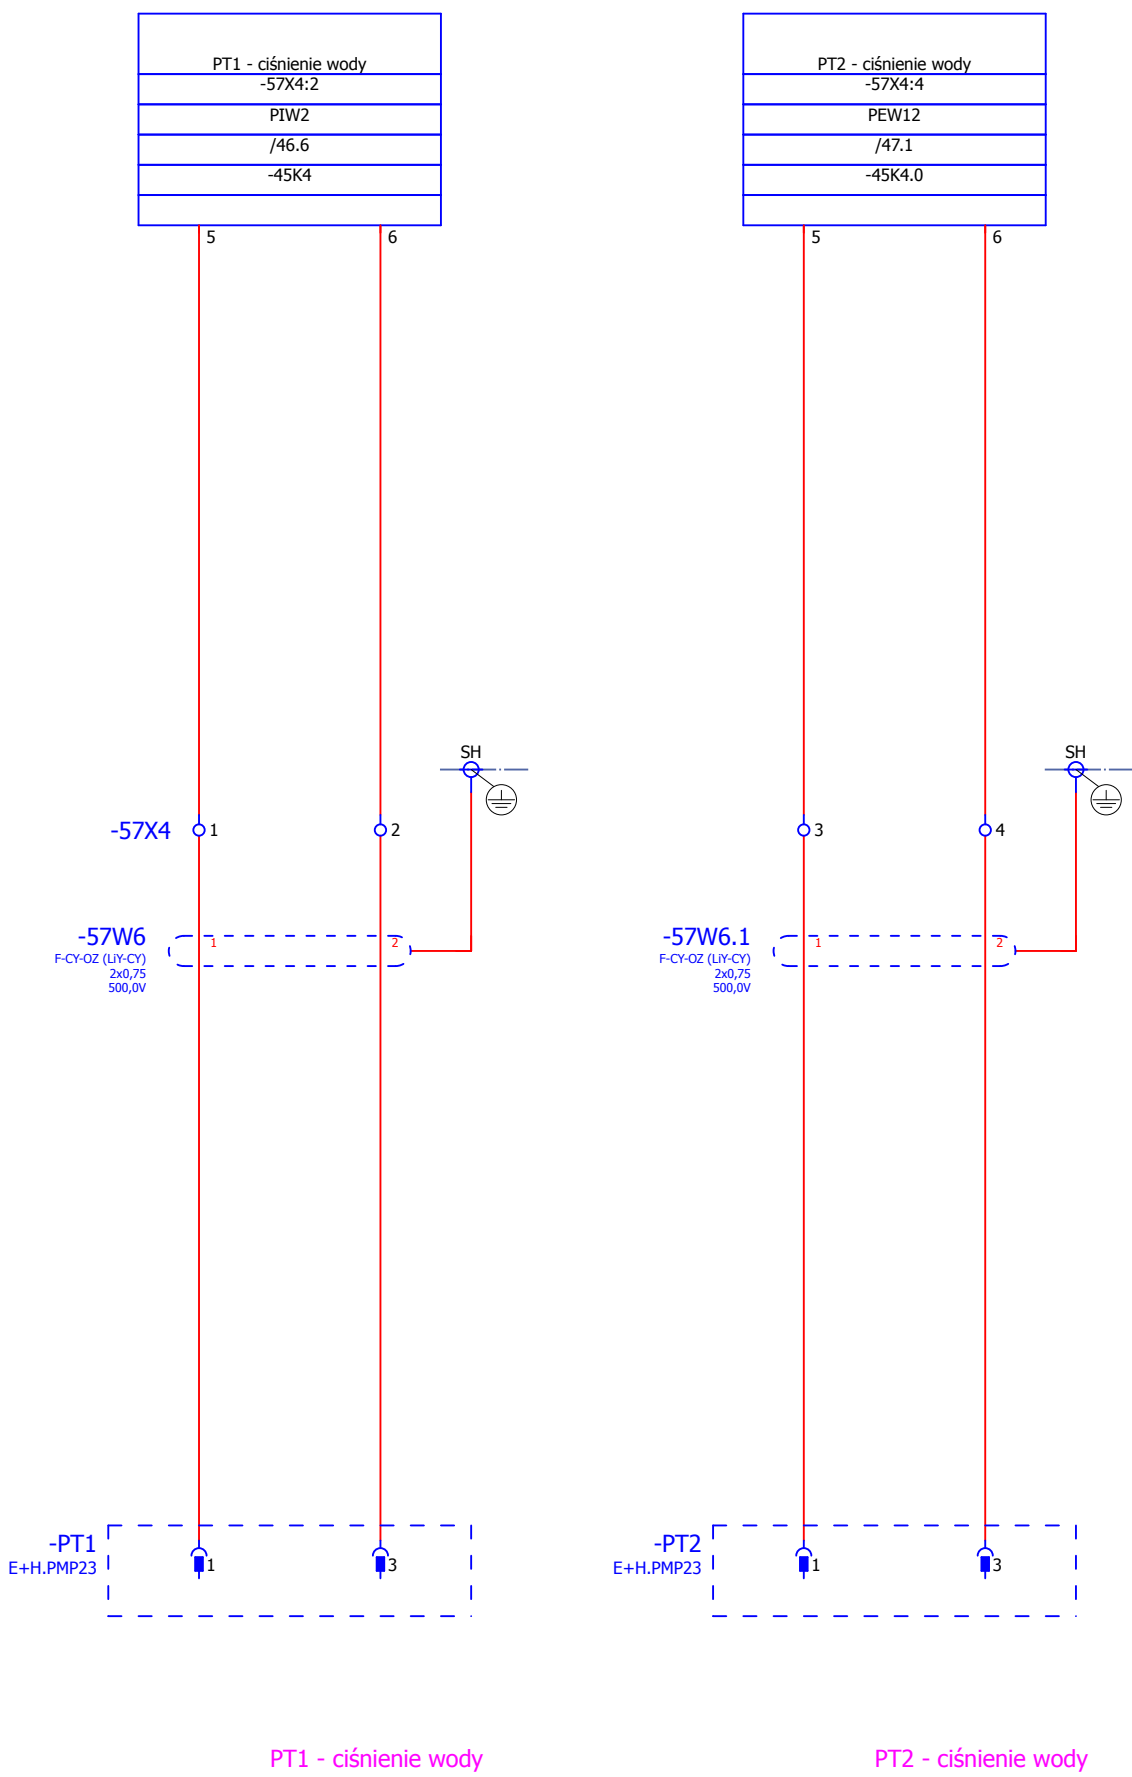 PT1 - ciśnienie wody
-57X4:2
PIW2
/46.6
-45K4
5
6
PT2 - ciśnienie wody
-57X4:4
PEW12
/47.1
-45K4.0
5
6
SH
SH
-57X4
1
2
3
4
-57W6
F-CY-OZ (LiY-CY)
2x0,75
500,0V
1
2
-57W6.1
F-CY-OZ (LiY-CY)
2x0,75
500,0V
1
2
-PT1
E+H.PMP23
1
3
-PT2
E+H.PMP23
1
3
PT1 - ciśnienie wody
PT2 - ciśnienie wody